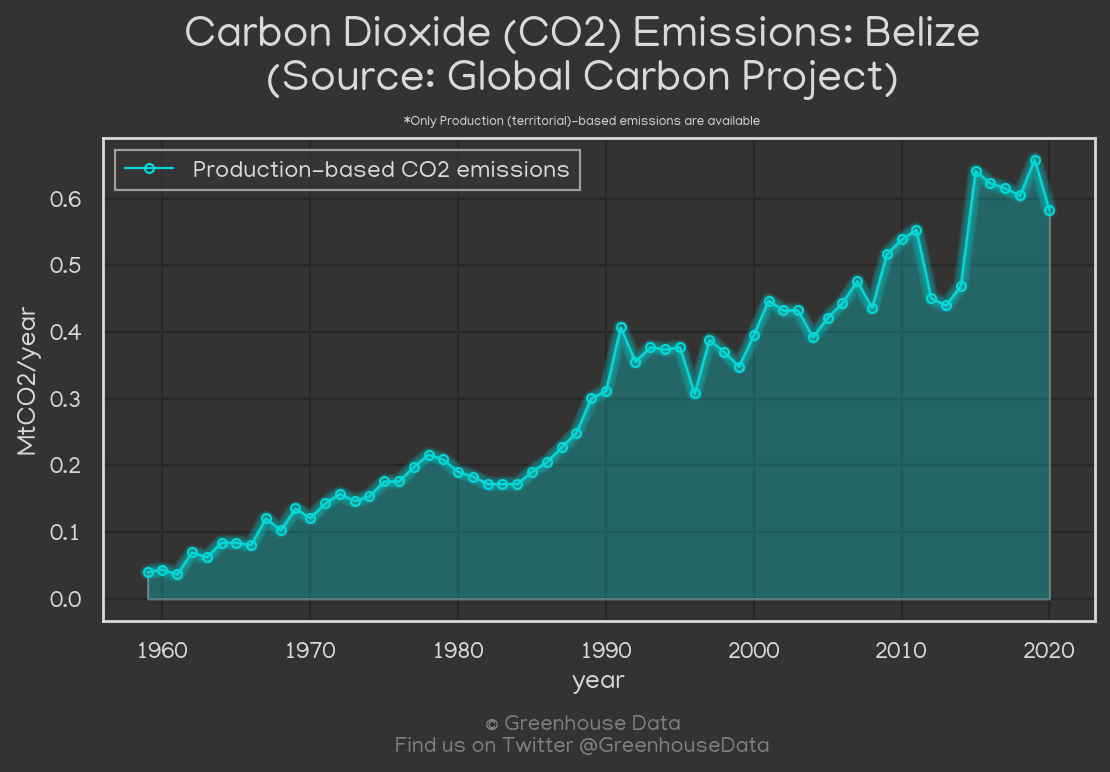 Carbon Dioxide (CO2) Emissions: Belize
(Source: Global Carbon Project)
*Only Production (territorial)-based emissions are available
Production-based CO2 emissions
0.6
0.5
0.4
0.3
0.2
0.1
0.0
MtCO2/year
1960 1970 1980 1990 2000 2010 2020
year
© Greenhouse Data
Find us on Twitter @GreenhouseData